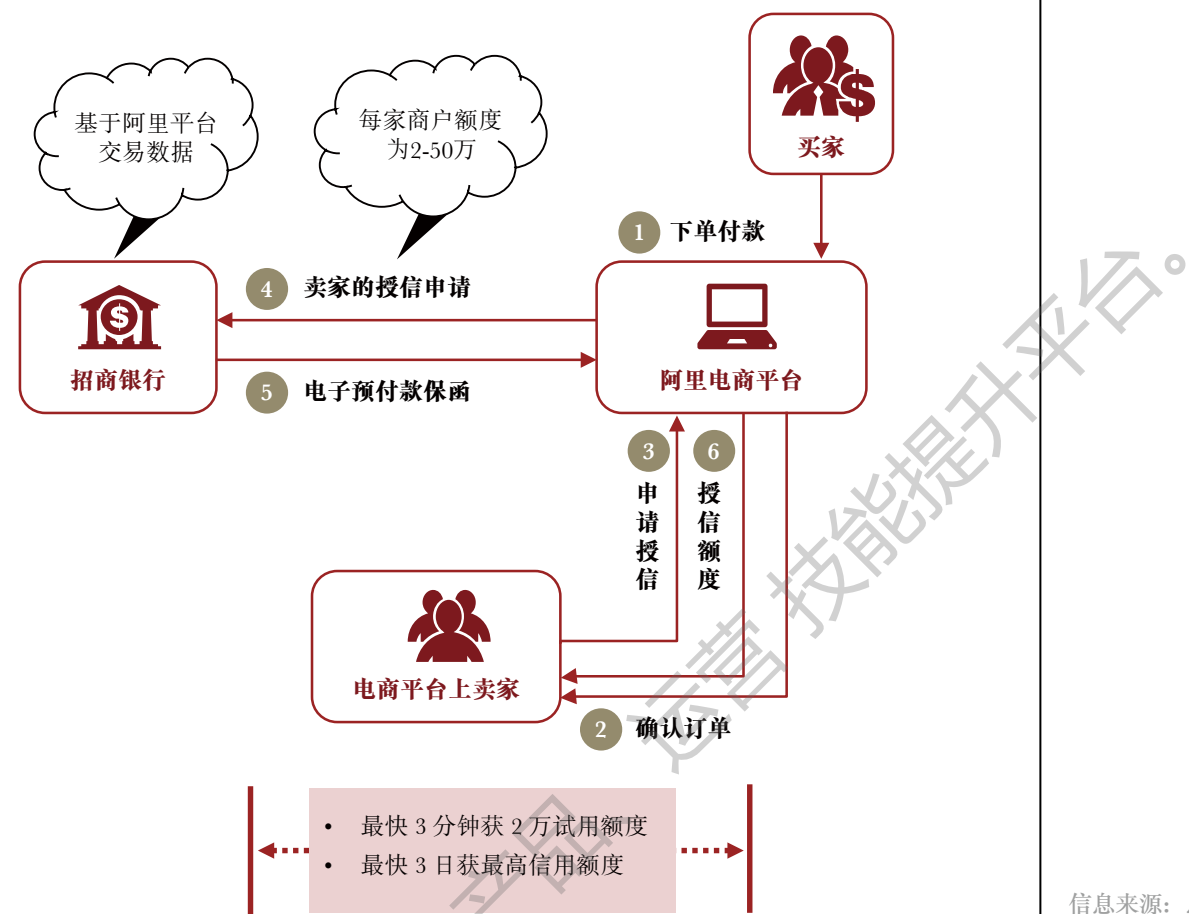 基于阿里平台
交易数据
每家商户额度
为2-50万
买家
1 下单付款
4 卖家的授信申请
招商银行
阿里电商平台
5 电子预付款保函
3 申请授信
6 授信额度
电商平台上卖家
2 确认订单
• 最快 3 分钟获 2 万试用额度
• 最快 3 日获最高信用额度
产品、运营 技能提升平台。
信息来源: